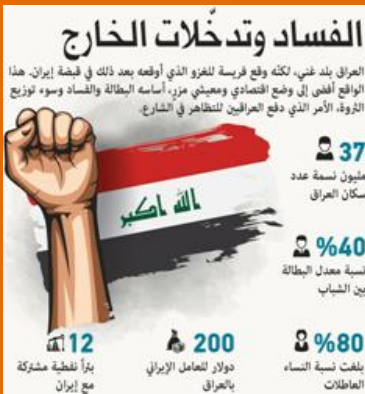 الفساد وتدخّلات الخارج
العراق بلد غني، لكنّه وقع فريسة للغزو الذي أوقعه بعد ذلك في قبضة إيران. هذا
الواقع أفضى إلى وضع اقتصادي ومعيشي مزرٍ، أساسه البطالة والفساد وسوء توزيع
الثروة، الأمر الذي دفع العراقيين للتظاهر في الشارع.
37
مليون نسمة عدد
سكان العراق
الله اكبر
%40
نسبة معدل البطالة
بين الشباب
%80
بلغت نسبة النساء
العاطلات
200
دولار للعامل الإيراني
بالعراق
12
بئراً نفطية مشتركة
مع إيران